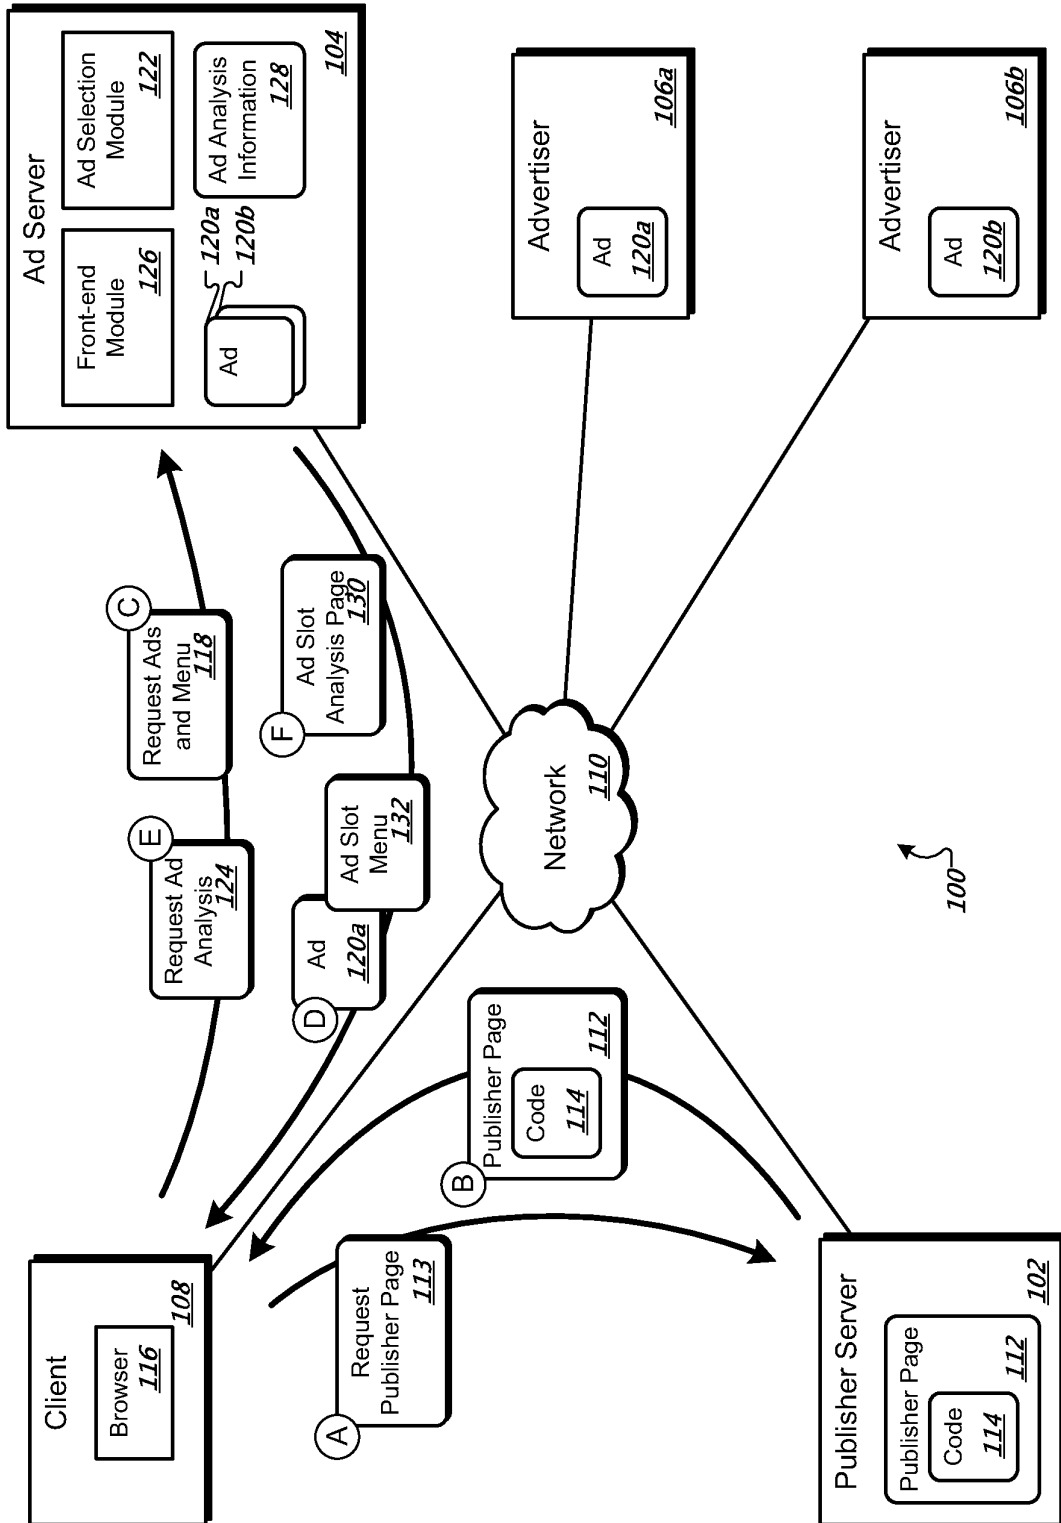 Client
Browser
116
108
E
Request Ad
Analysis
124
C
Request Ads
and Menu
118
D
Ad
120a
Ad Slot
Menu
132
F
Ad Slot
Analysis Page
130
Ad Server
Front-end
Module
126
Ad Selection
Module
122
Ad
120a
120b
Ad Analysis
Information
128
104
A
Request
Publisher Page
113
B
Publisher Page
Code
114
112
Network
110
Advertiser
Ad
120a
106a
Publisher Server
Publisher Page
Code
114
112
102
Advertiser
Ad
120b
106b
100